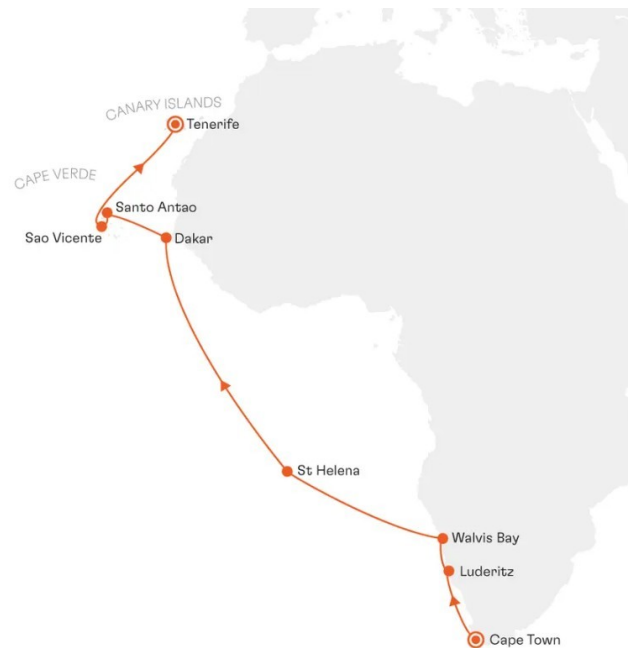 CANARY ISLANDS
Tenerife
CAPE VERDE
Santo Antao
Sao Vicente
Dakar
St Helena
Walvis Bay
Luderitz
Cape Town